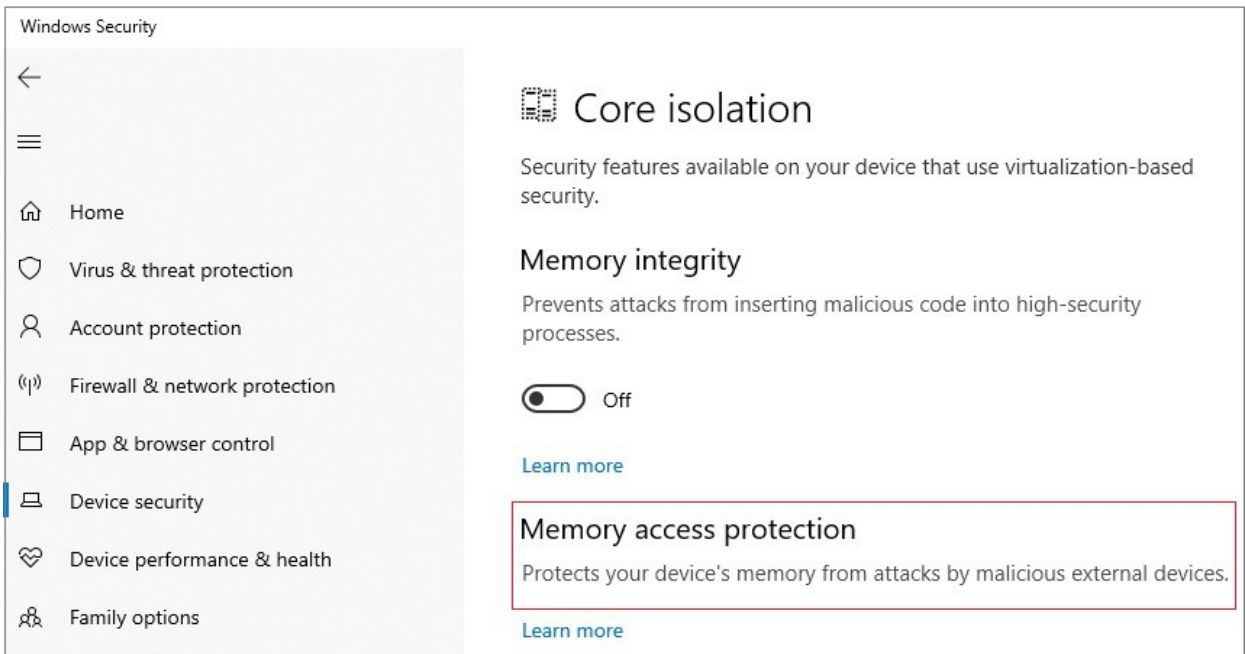 Windows Security
Home
Virus & threat protection
Account protection
Firewall & network protection
App & browser control
Device security
Device performance & health
Family options
Core isolation
Security features available on your device that use virtualization-based
security.
Memory integrity
Prevents attacks from inserting malicious code into high-security
processes.
Off
Learn more
Memory access protection
Protects your device's memory from attacks by malicious external devices.
Learn more